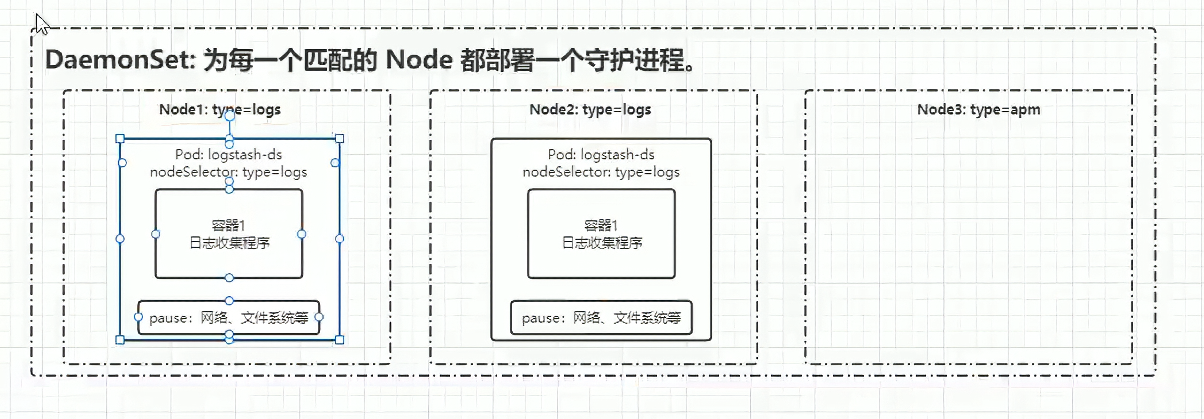 DaemonSet: 为每一个匹配的 Node 都部署一个守护进程。
Node1: type=logs
Pod: logstash-ds
nodeSelector: type=logs
容器1
日志收集程序
pause：网络、文件系统等
Node2: type=logs
Pod: logstash-ds
nodeSelector: type=logs
容器1
日志收集程序
pause：网络、文件系统等
Node3: type=apm